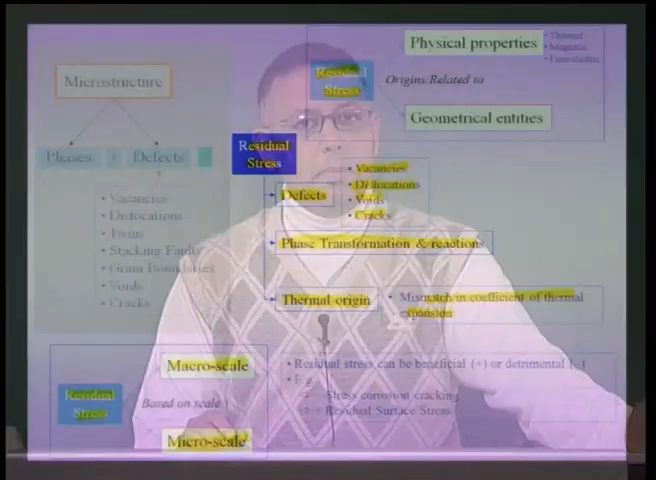 Microstructure
Phases + Defects +
• Vacancies
• Dislocations
• Twins
• Stacking Faults
• Grain Boundaries
• Voids
• Cracks
Residual
Stress
Origins/Related to
Physical properties
• Thermal
• Magnetic
Geometrical entities
Residual
Stress
Defects
• Vacancies
• Dislocations
• Voids
• Cracks
Phase Transformation & reactions
Thermal origin
• Mismatch in coefficient of thermal
expansion
Residual
Stress
Based on scale
Macro-scale
Micro-scale
• Residual stress can be beneficial (+) or detrimental (–)
• E.g.
Stress corrosion cracking
+ Residual Surface Stress